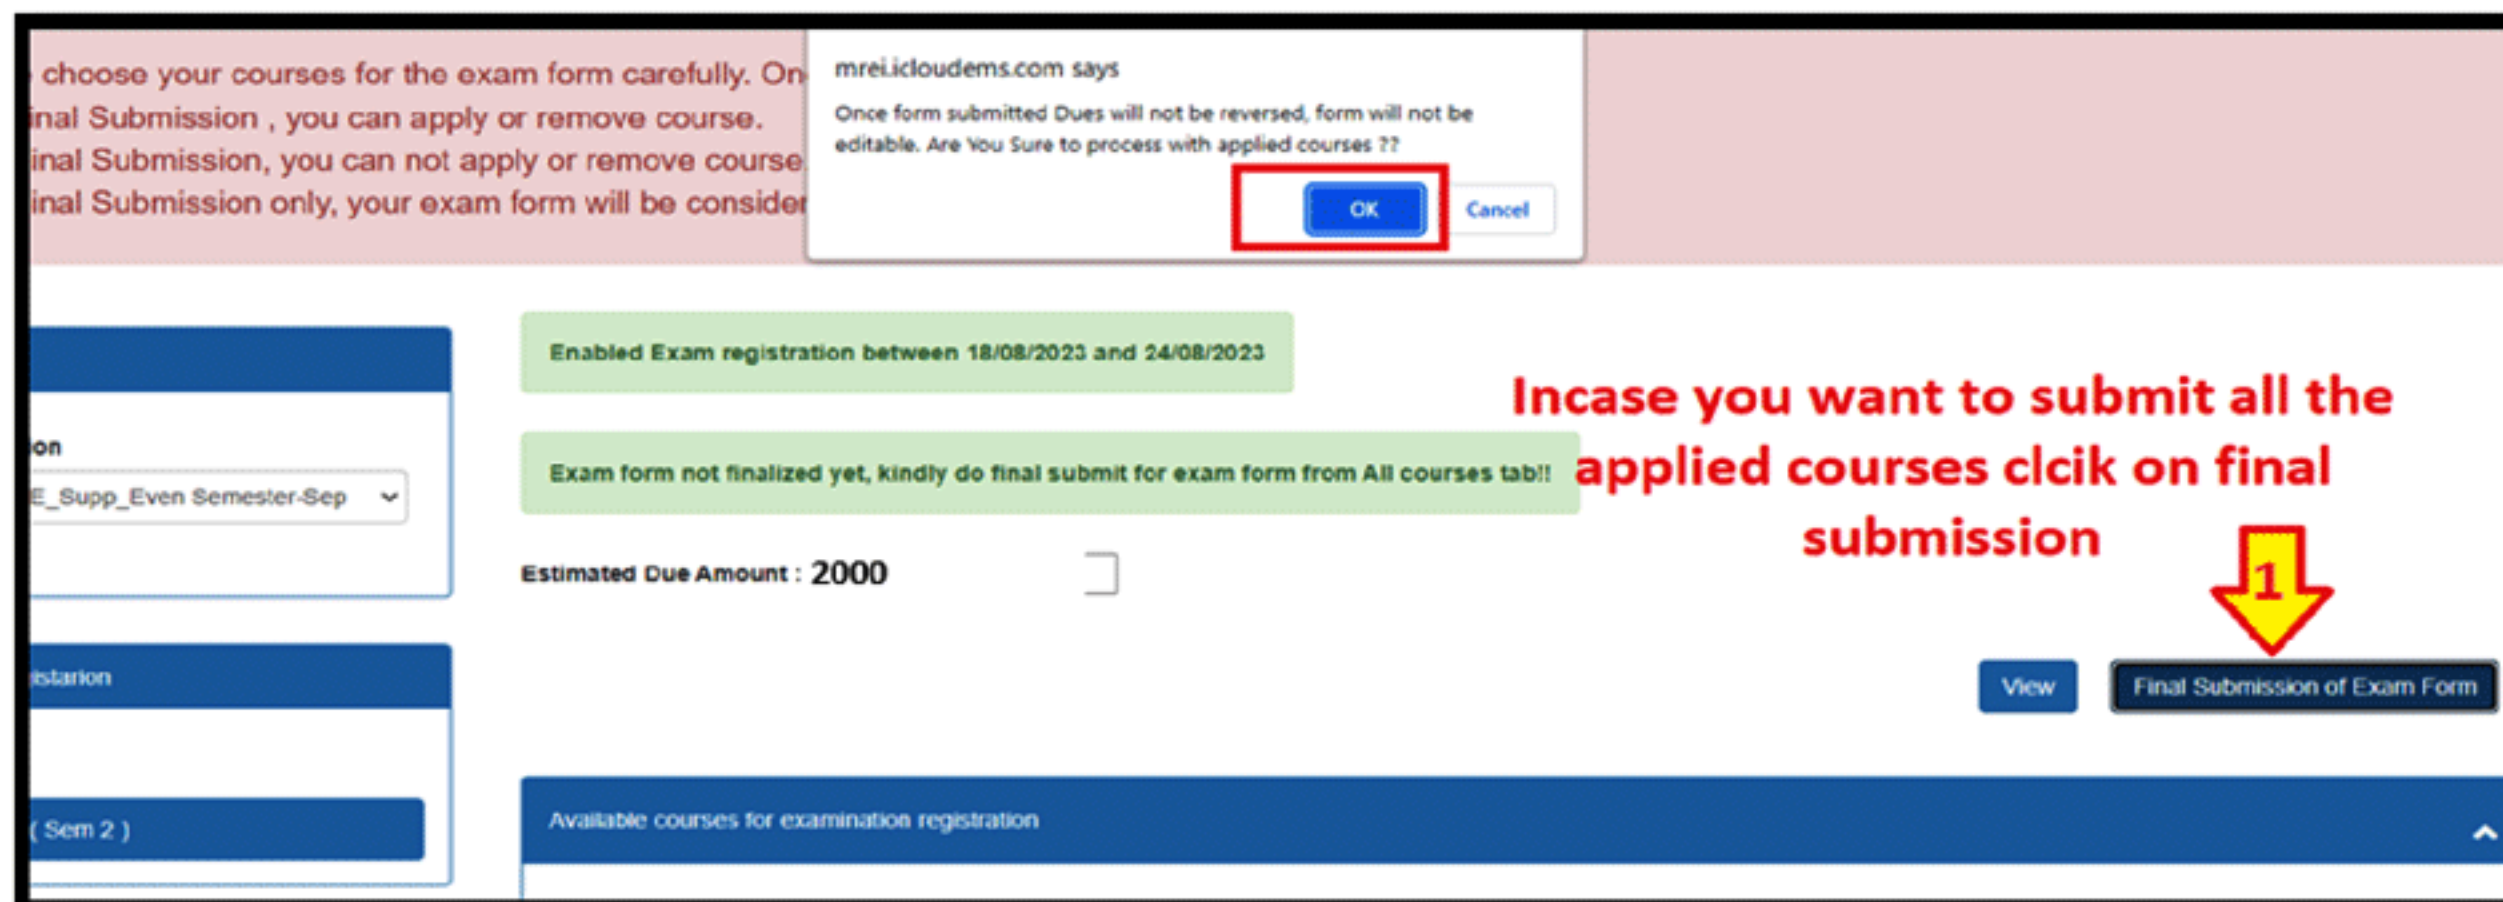 choose your courses for the exam form carefully. On
inal Submission , you can apply or remove course.
inal Submission, you can not apply or remove course
inal Submission only, your exam form will be consider
mrei.icloudems.com says
Once form submitted Dues will not be reversed, form will not be
editable. Are You Sure to process with applied courses ??
OK
Cancel
on
E_Supp_Even Semester-Sep
istarion
( Sem 2 )
Enabled Exam registration between 18/08/2023 and 24/08/2023
Exam form not finalized yet, kindly do final submit for exam form from All courses tab!!
Estimated Due Amount : 2000
Incase you want to submit all the
applied courses clcik on final
submission
1
View
Final Submission of Exam Form
Available courses for examination registration